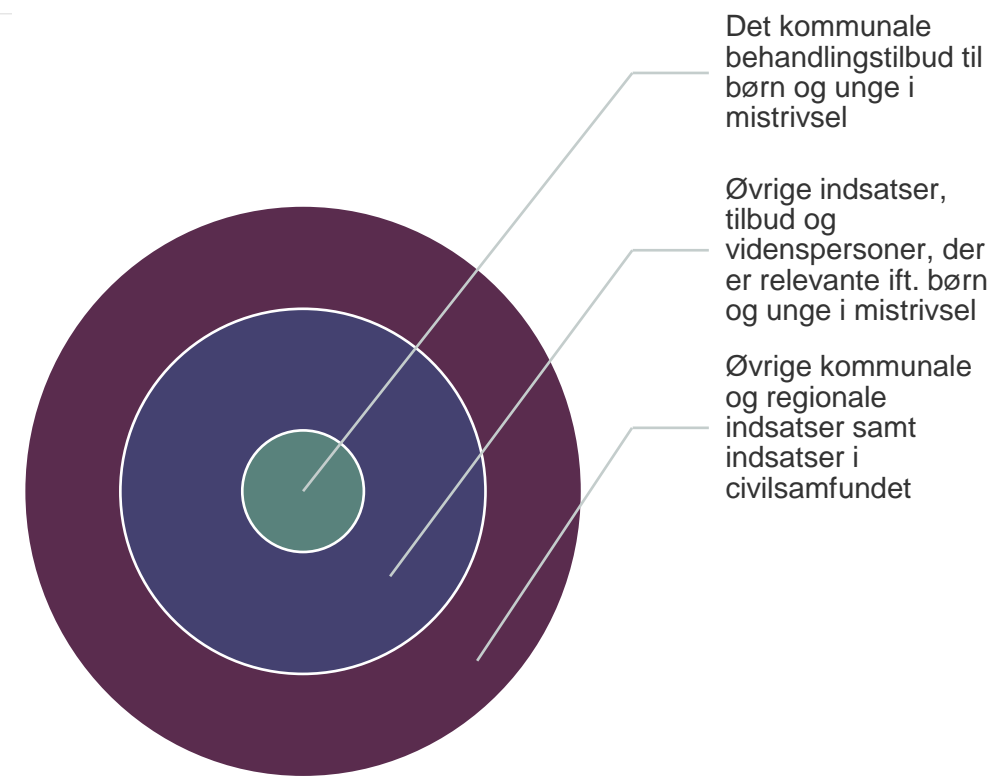 Det kommunale
behandlingstilbud til
børn og unge i
mistrivsel
Øvrige indsatser,
tilbud og
videnspersoner, der
er relevante ift. børn
og unge i mistrivsel
Øvrige kommunale
og regionale
indsatser samt
indsatser i
civilsamfundet